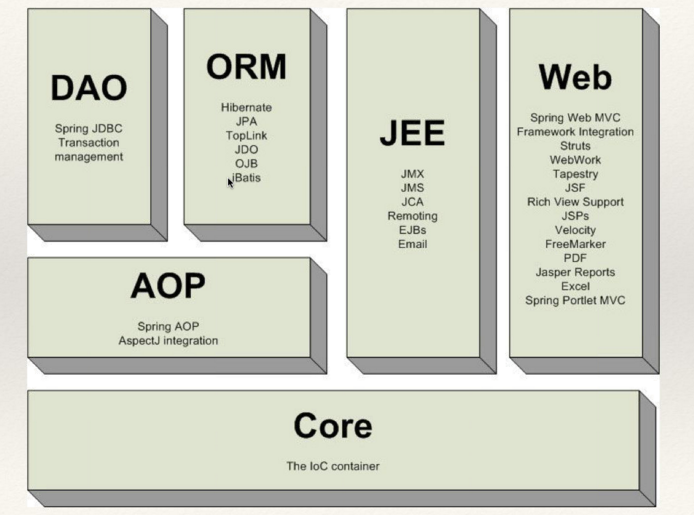 DAO
Spring JDBC
Transaction
management
ORM
Hibernate
JPA
TopLink
JDO
OJB
iBatis
JEE
JMX
JMS
JCA
Remoting
EJBs
Email
Web
Spring Web MVC
Framework Integration
Struts
WebWork
Tapestry
JSF
Rich View Support
JSPs
Velocity
FreeMarker
PDF
Jasper Reports
Excel
Spring Portlet MVC
AOP
Spring AOP
AspectJ integration
Core
The IoC container